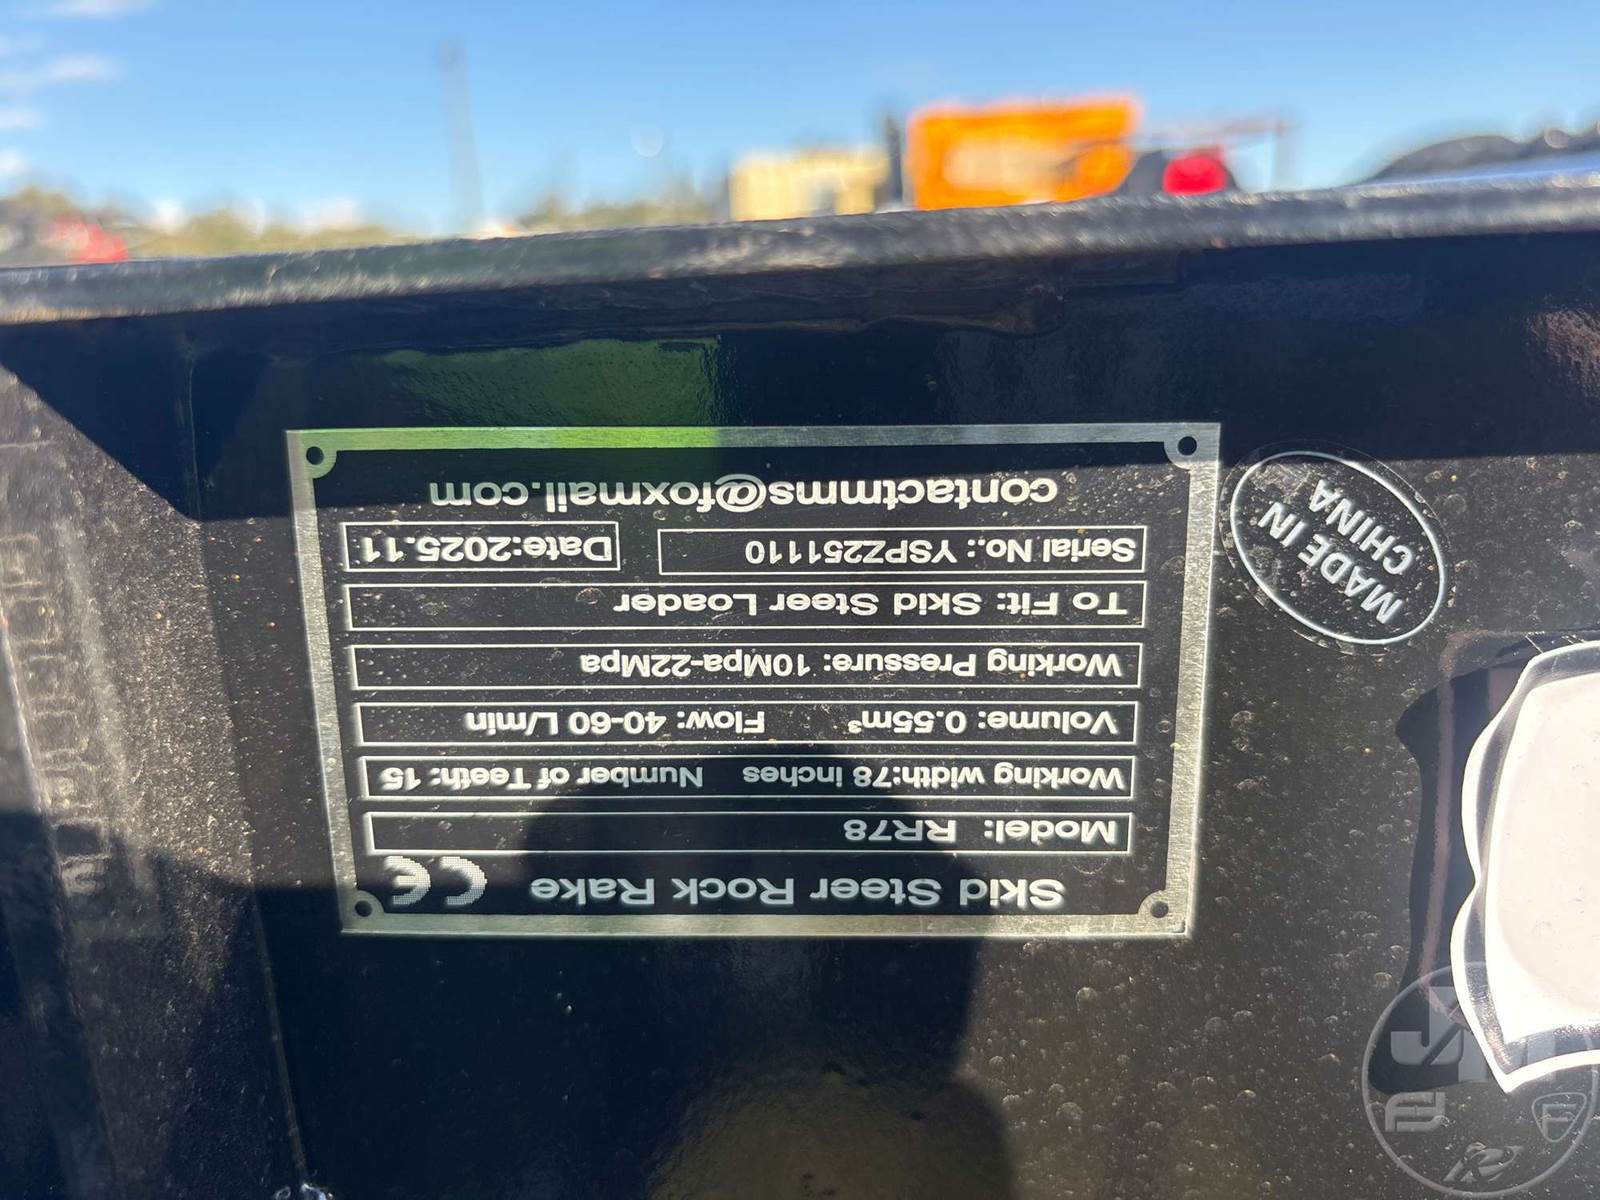 Skid Steer Rock Rake CE
Model: RR78
Working width:78 inches Number of Teeth: 15
Volume: 0.55m³ Flow: 40-60 L/min
Working Pressure: 10Mpa-22Mpa
To Fit: Skid Steer Loader
Serial No.: YSPZ251110 Date:2025.11
contactmms@foxmail.com
MADE IN
CHINA